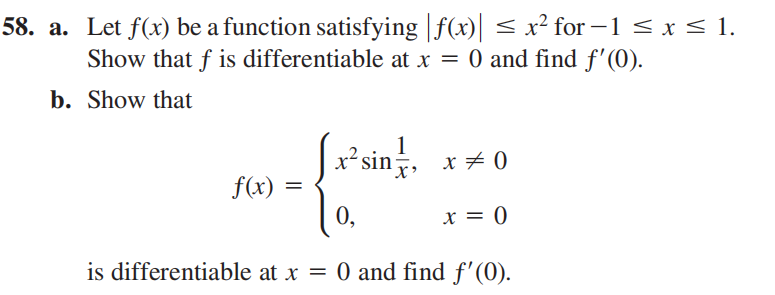 58. a. Let f(x) be a function satisfying |f(x)| ≤ x² for −1 ≤ x ≤ 1.
Show that f is differentiable at x = 0 and find f′(0).
b. Show that
f(x) = { x² sin 1/x, x ≠ 0
0, x = 0
is differentiable at x = 0 and find f′(0).